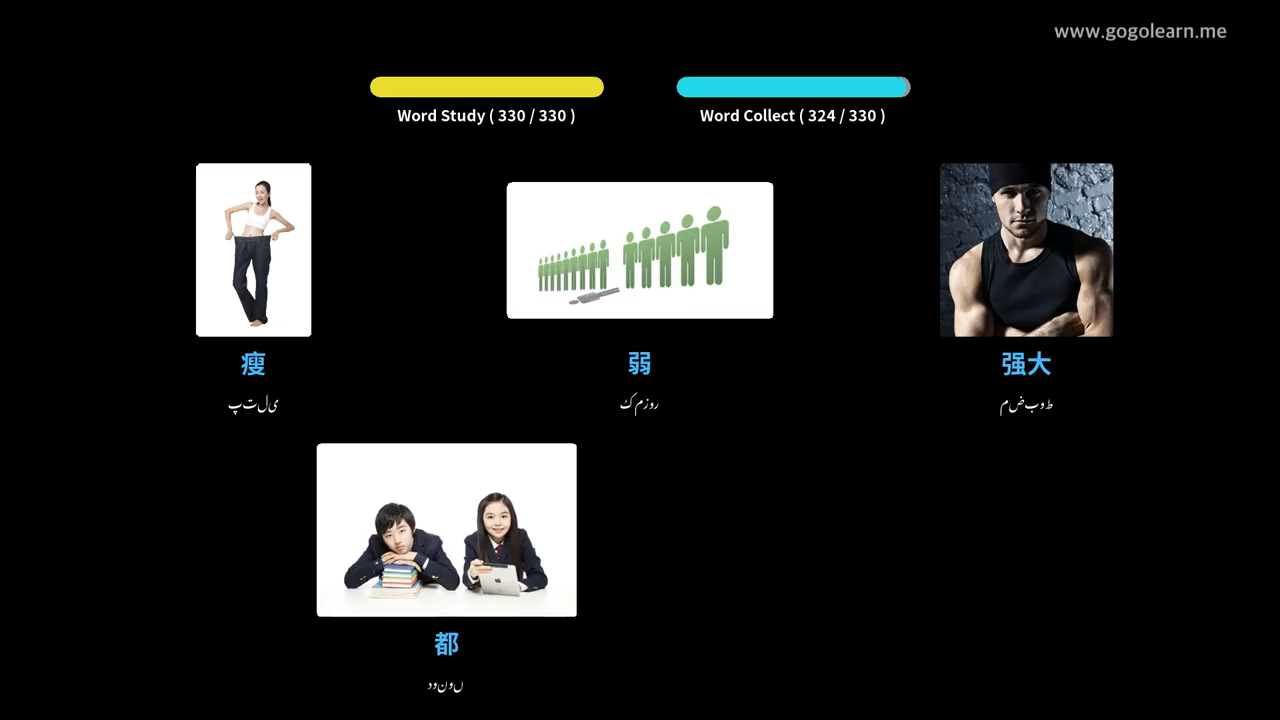 www.gogolearn.me
Word Study ( 330 / 330 )
Word Collect ( 324 / 330 )
瘦
弱
强大
پتلی
کمزور
مضبوط
都
دونوں